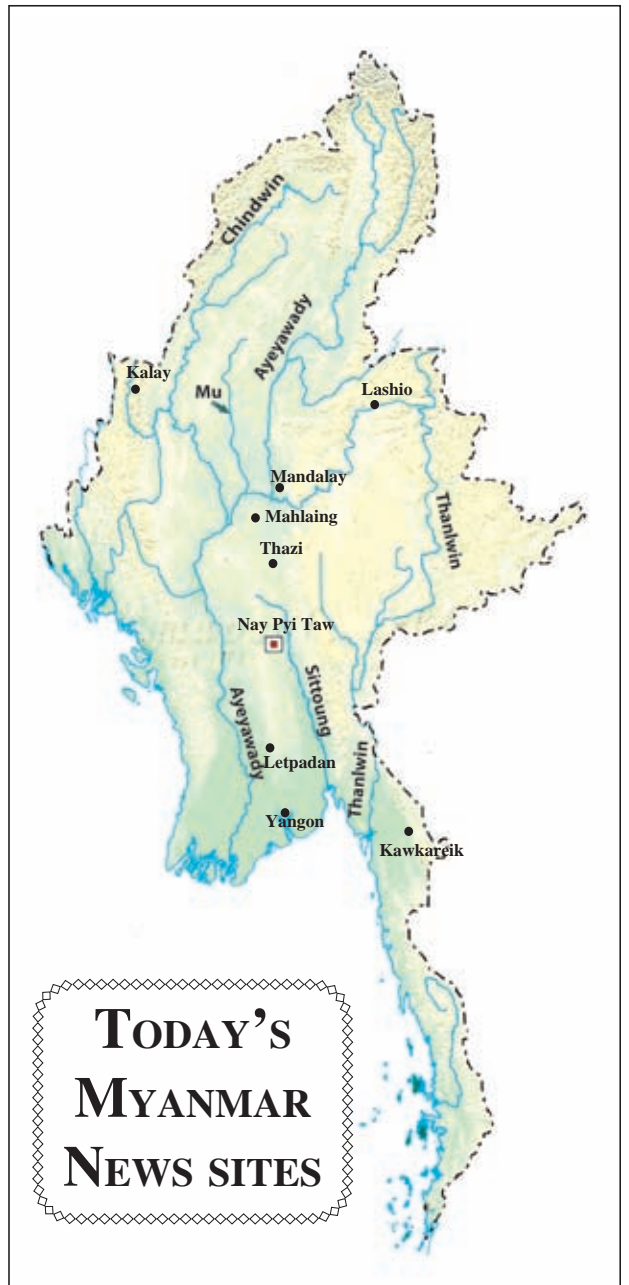 Chindwin
Ayeyawady
Kalay
Mu
Lashio
Mandalay
Mahlaing
Thanlwin
Thazi
Nay Pyi Taw
Sittoung
Ayeyawady
Thanlwin
Letpadan
Yangon
Kawkareik
TODAY'S
MYANMAR
NEWS SITES